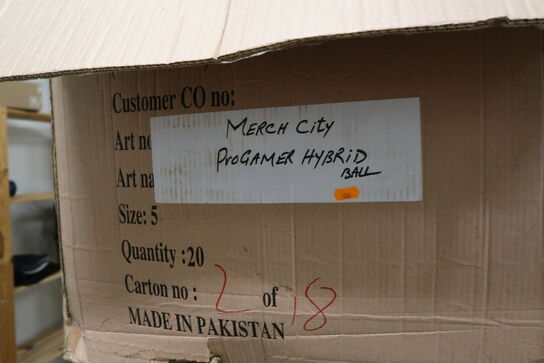 Customer CO no:
Art no
MERCH CITY
PROGAMER HYBRID
BALL
Art na
Size: 5
Quantity :20
Carton no : 2 of 18
MADE IN PAKISTAN